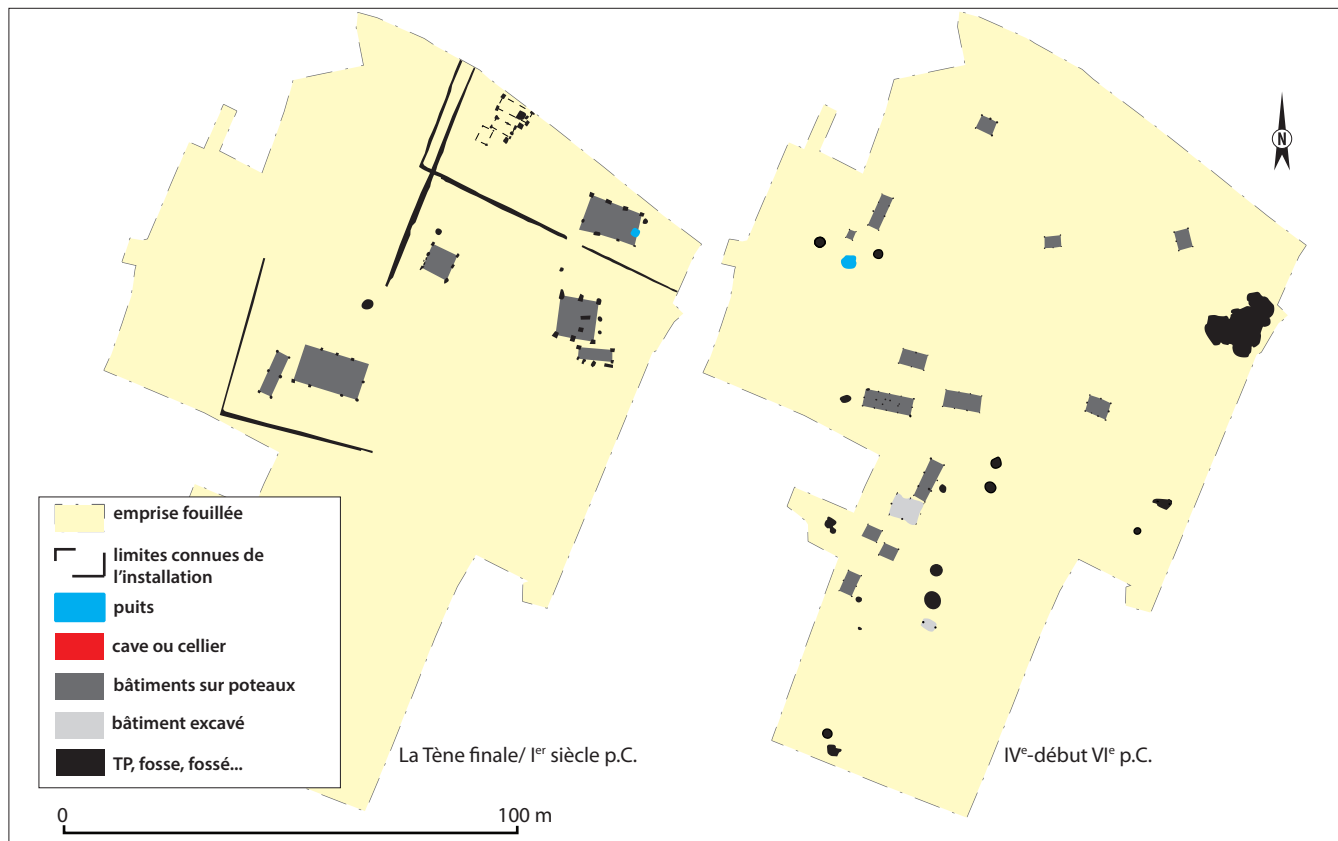 N
emprise fouillée
limites connues de
l'installation
puits
cave ou cellier
bâtiments sur poteaux
bâtiment excavé
TP, fosse, fossé...
La Tène finale/ Ier siècle p.C.
IVe-début VIe p.C.
0 100 m